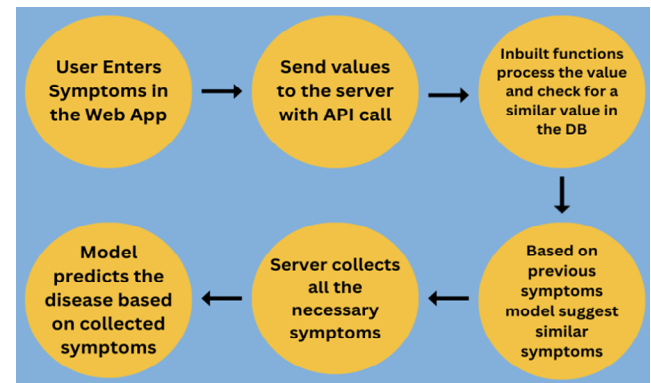 User Enters
Symptoms in
the Web App
Send values
to the server
with API call
Inbuilt functions
process the value
and check for a
similar value in
the DB
Based on
previous
symptoms
model suggest
similar
symptoms
Server collects
all the
necessary
symptoms
Model
predicts the
disease based
on collected
symptoms